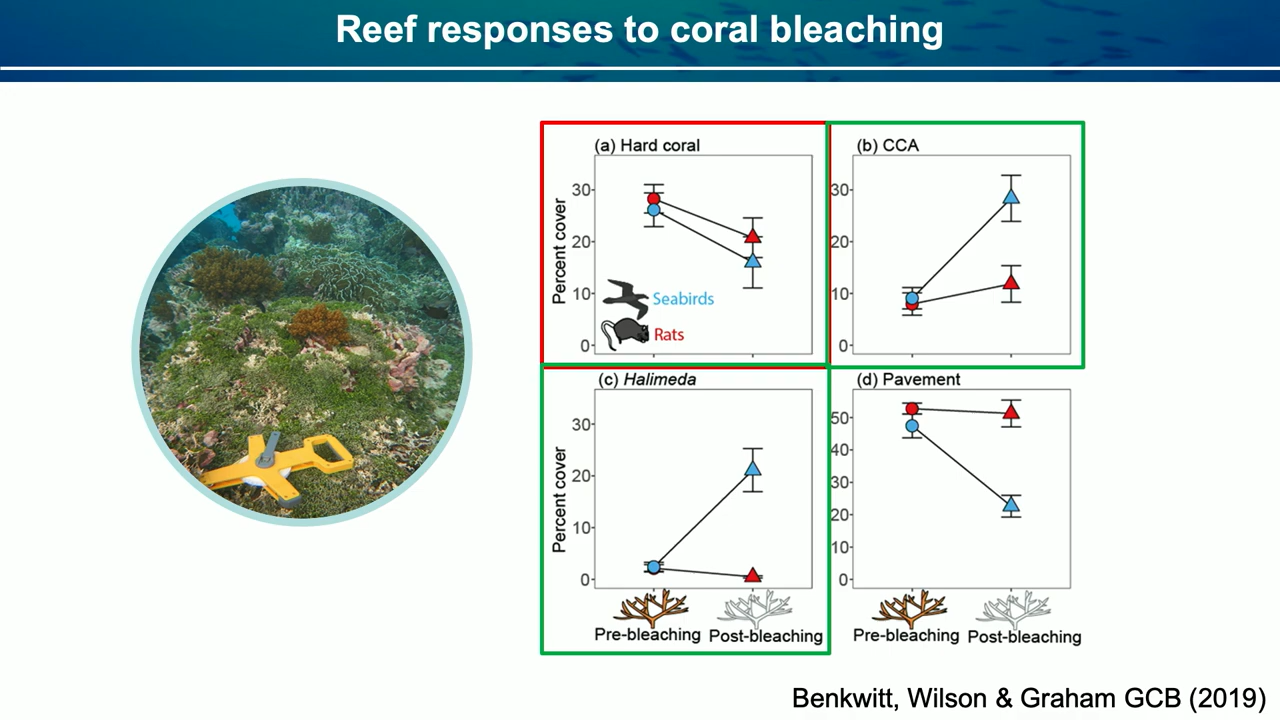 Reef responses to coral bleaching
(a) Hard coral
Percent cover
30
20
10
0
Seabirds
Rats
(b) CCA
30
20
10
0
(c) Halimeda
Percent cover
30
20
10
0
Pre-bleaching Post-bleaching
(d) Pavement
50
40
30
20
10
0
Pre-bleaching Post-bleaching
Benkwitt, Wilson & Graham GCB (2019)